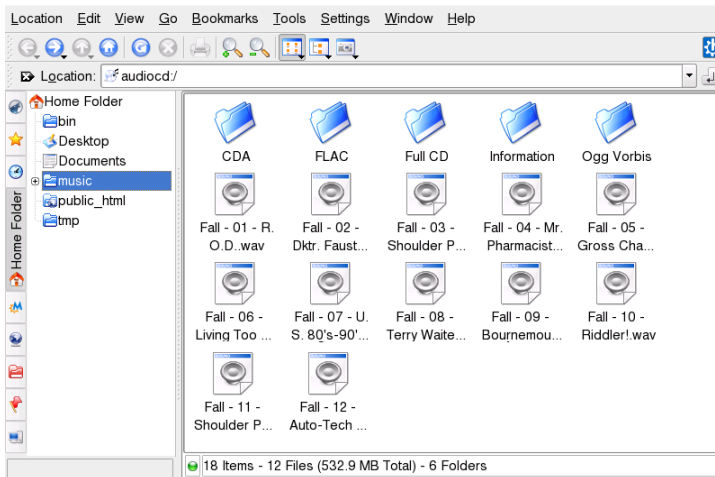 Location Edit View Go Bookmarks Tools Settings Window Help
Location: audiocd:/
Home Folder
Home Folder
bin
Desktop
Documents
music
public_html
tmp
CDA FLAC Full CD Information Ogg Vorbis
Fall - 01 - R. Fall - 02 - Fall - 03 - Fall - 04 - Mr. Fall - 05 -
O.D..wav Dktr. Faust... Shoulder P... Pharmacist... Gross Cha...
Fall - 06 - Fall - 07 - U. Fall - 08 - Fall - 09 - Fall - 10 -
Living Too ... S. 80's-90'... Terry Waite... Bournemou... Riddler!.wav
Fall - 11 - Fall - 12 -
Shoulder P... Auto-Tech ...
18 Items - 12 Files (532.9 MB Total) - 6 Folders